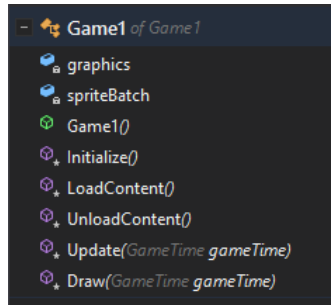 Game1 of Game1
graphics
spriteBatch
Game1()
Initialize()
LoadContent()
UnloadContent()
Update(GameTime gameTime)
Draw(GameTime gameTime)